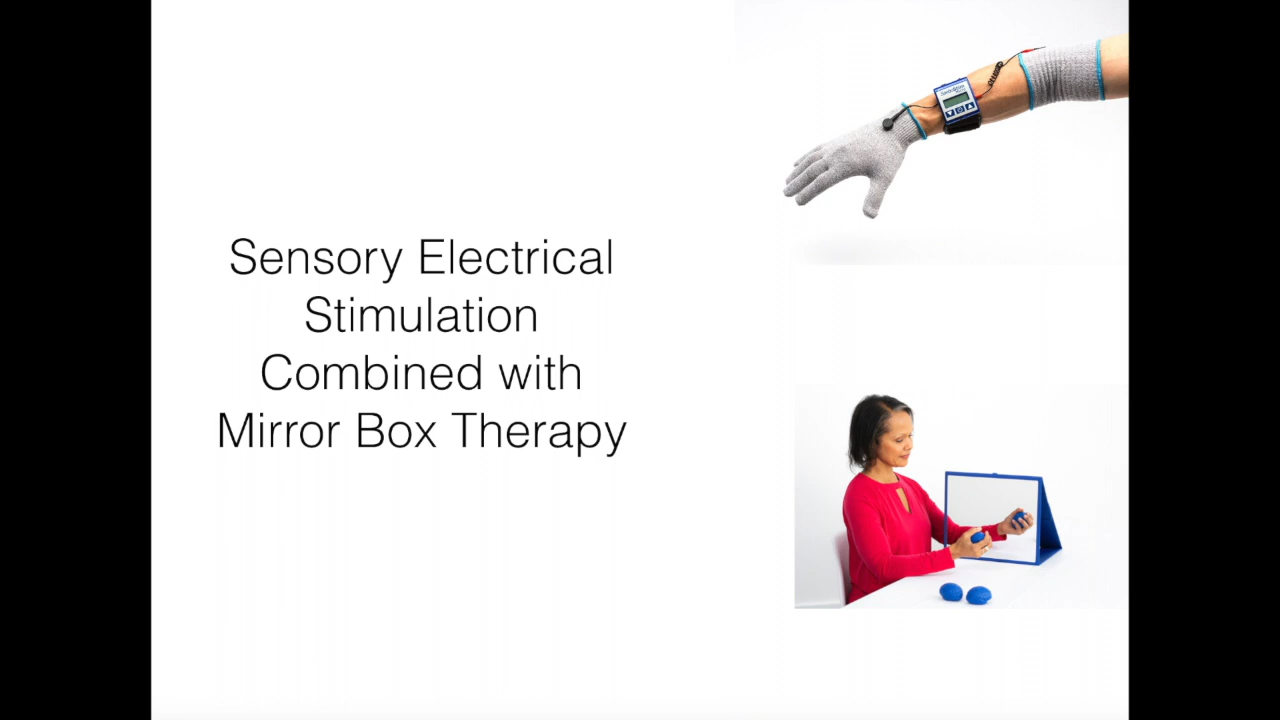 Sensory Electrical
Stimulation
Combined with
Mirror Box Therapy